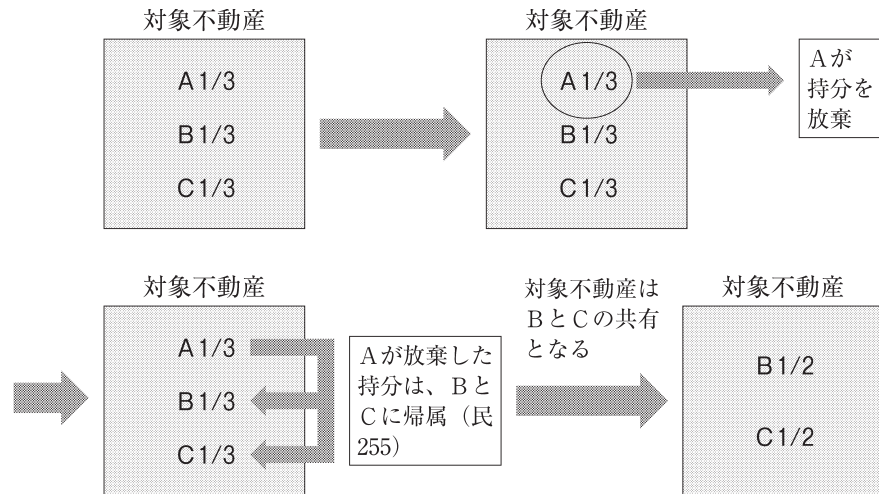 対象不動産
A1/3
B1/3
C1/3
対象不動産
A1/3
B1/3
C1/3
Aが
持分を
放棄
対象不動産
A1/3
B1/3
C1/3
Aが放棄した
持分は、Bと
Cに帰属（民
255）
対象不動産は
BとCの共有
となる
対象不動産
B1/2
C1/2